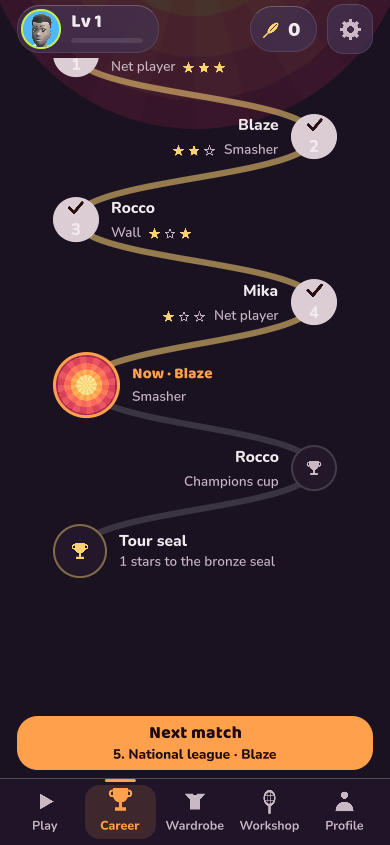 Lv 1
0
1
Net player
Blaze
Smasher
2
Rocco
Wall
3
Mika
Net player
4
Now · Blaze
Smasher
Rocco
Champions cup
Tour seal
1 stars to the bronze seal
Next match
5. National league · Blaze
Play
Career
Wardrobe
Workshop
Profile